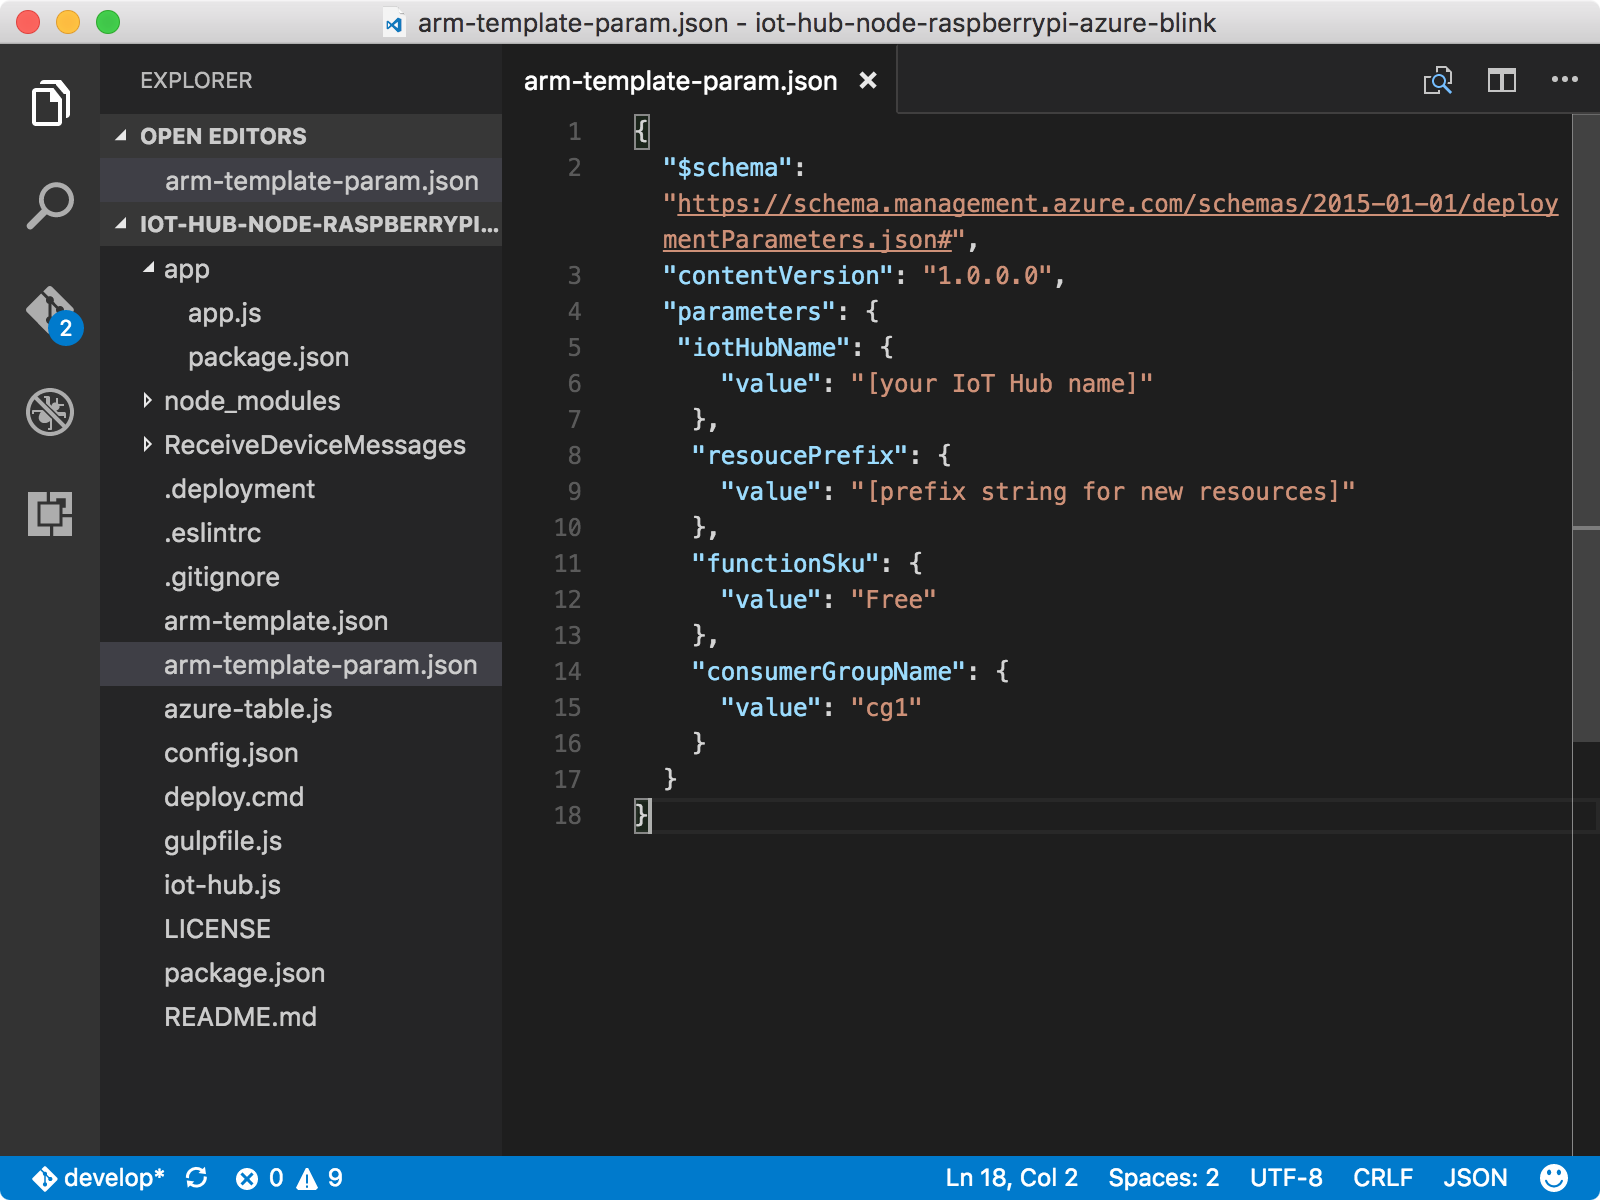 arm-template-param.json - iot-hub-node-raspberrypi-azure-blink
EXPLORER
OPEN EDITORS
arm-template-param.json
IOT-HUB-NODE-RASPBERRYPI...
app
app.js
package.json
node_modules
ReceiveDeviceMessages
.deployment
.eslintrc
.gitignore
arm-template.json
arm-template-param.json
azure-table.js
config.json
deploy.cmd
gulpfile.js
iot-hub.js
LICENSE
package.json
README.md
2
arm-template-param.json
1 {
2 "$schema":
"https://schema.management.azure.com/schemas/2015-01-01/deploy
mentParameters.json#",
3 "contentVersion": "1.0.0.0",
4 "parameters": {
5 "iotHubName": {
6 "value": "[your IoT Hub name]"
7 },
8 "resoucePrefix": {
9 "value": "[prefix string for new resources]"
10 },
11 "functionSku": {
12 "value": "Free"
13 },
14 "consumerGroupName": {
15 "value": "cg1"
16 }
17 }
18 }
develop* 0 9 Ln 18, Col 2 Spaces: 2 UTF-8 CRLF JSON